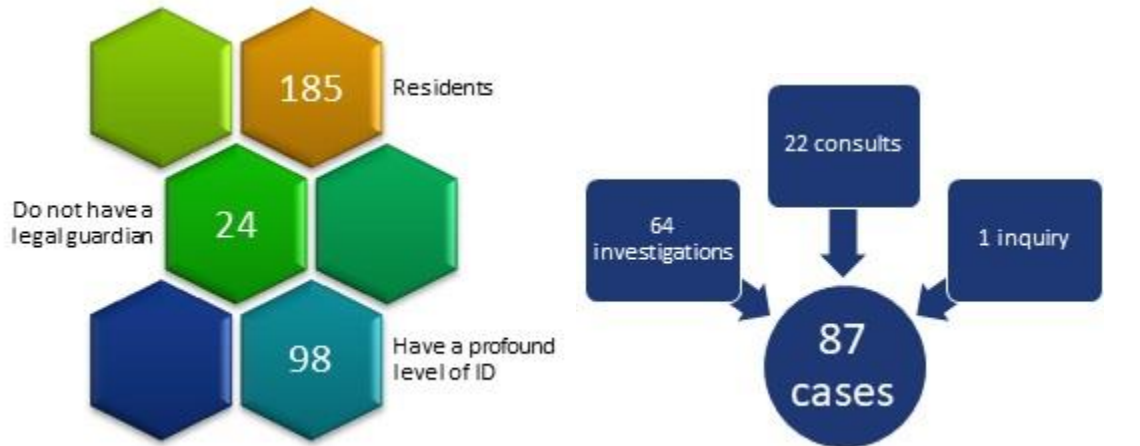 185
Residents
Do not have a
legal guardian
24
98
Have a profound
level of ID
22 consults
64
investigations
1 inquiry
87
cases